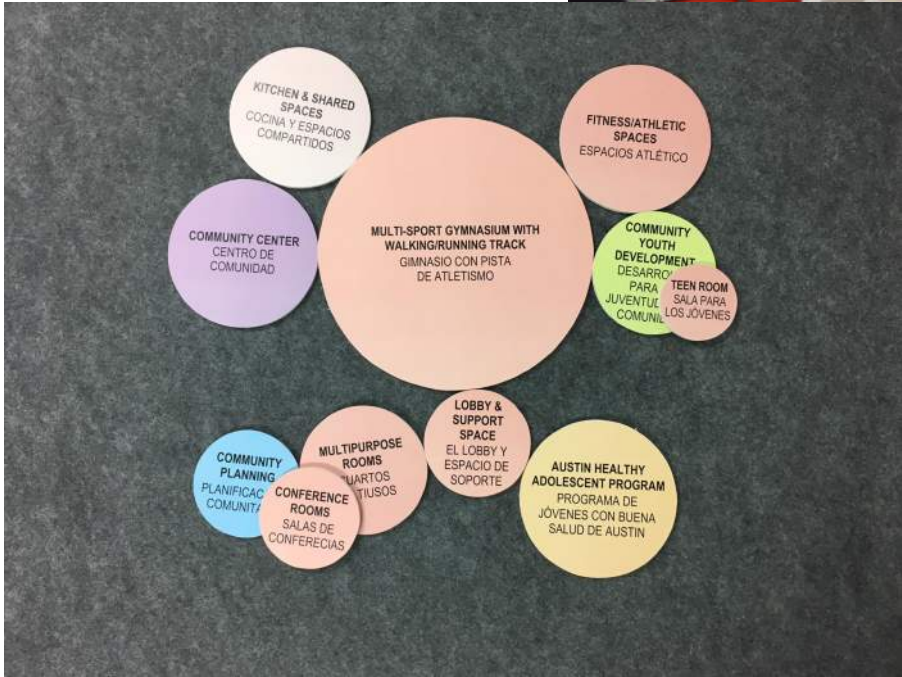 KITCHEN & SHARED
SPACES
COCINA Y ESPACIOS
COMPARTIDOS
FITNESS/ATHLETIC
SPACES
ESPACIOS ATLÉTICO
COMMUNITY CENTER
CENTRO DE
COMUNIDAD
MULTI-SPORT GYMNASIUM WITH
WALKING/RUNNING TRACK
GIMNASIO CON PISTA
DE ATLETISMO
COMMUNITY
YOUTH
DEVELOPMENT
PARA
TEEN ROOM
SALA PARA
LOS JÓVENES
LOBBY &
SUPPORT
SPACE
EL LOBBY Y
ESPACIO DE
SOPORTE
MULTIPURPOSE
ROOMS
COMMUNITY
PLANNING
CONFERENCE
ROOMS
SALAS DE
CONFERECIAS
AUSTIN HEALTHY
ADOLESCENT PROGRAM
PROGRAMA DE
JÓVENES CON BUENA
SALUD DE AUSTIN